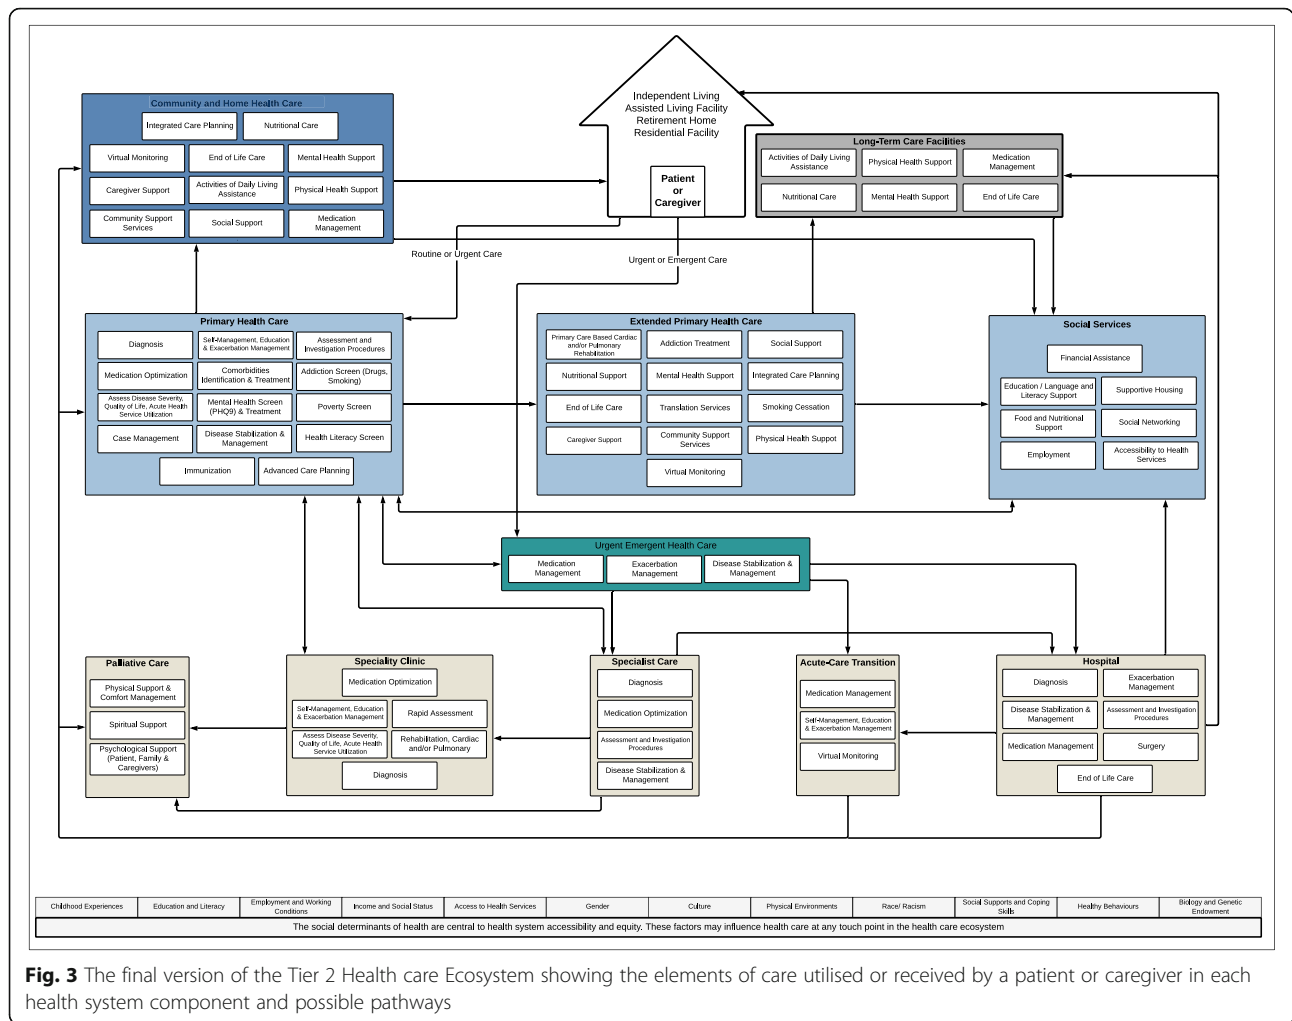 Independent Living
Assisted Living Facility
Retirement Home
Residential Facility
Patient
or
Caregiver
Community and Home Health Care
Integrated Care Planning
Nutritional Care
Virtual Monitoring
End of Life Care
Mental Health Support
Caregiver Support
Activities of Daily Living
Assistance
Physical Health Support
Community Support
Services
Social Support
Medication
Management
Long-Term Care Facilities
Activities of Daily Living
Assistance
Physical Health Support
Medication
Management
Nutritional Care
Mental Health Support
End of Life Care
Routine or Urgent Care
Urgent or Emergent Care
Primary Health Care
Diagnosis
Self-Management, Education
& Exacerbation Management
Assessment and
Investigation Procedures
Medication Optimization
Comorbidities
Identification & Treatment
Addiction Screen (Drugs,
Smoking)
Assess Disease Severity,
Quality of Life, Acute Health
Service Utilization
Mental Health Screen
(PHQ9) & Treatment
Poverty Screen
Case Management
Disease Stabilization &
Management
Health Literacy Screen
Immunization
Advanced Care Planning
Extended Primary Health Care
Primary Care Based Cardiac
and/or Pulmonary
Rehabilitation
Addiction Treatment
Social Support
Nutritional Support
Mental Health Support
Integrated Care Planning
End of Life Care
Translation Services
Smoking Cessation
Caregiver Support
Community Support
Services
Physical Health Suppot
Virtual Monitoring
Social Services
Financial Assistance
Education / Language and
Literacy Support
Supportive Housing
Food and Nutritional
Support
Social Networking
Employment
Accessibility to Health
Services
Urgent Emergent Health Care
Medication
Management
Exacerbation
Management
Disease Stabilization &
Management
Palliative Care
Physical Support &
Comfort Management
Spiritual Support
Psychological Support
(Patient, Family &
Caregivers)
Speciality Clinic
Medication Optimization
Self-Management, Education
& Exacerbation Management
Rapid Assessment
Assess Disease Severity,
Quality of Life, Acute Health
Service Utilization
Rehabilitation, Cardiac
and/or Pulmonary
Diagnosis
Specialist Care
Diagnosis
Medication Optimization
Assessment and Investigation
Procedures
Disease Stabilization &
Management
Acute-Care Transition
Medication Management
Self-Management, Education
& Exacerbation Management
Virtual Monitoring
Hospital
Diagnosis
Exacerbation
Management
Disease Stabilization &
Management
Assessment and Investigation
Procedures
Medication Management
Surgery
End of Life Care
Childhood Experiences
Education and Literacy
Employment and Working
Conditions
Income and Social Status
Access to Health Services
Gender
Culture
Physical Environments
Race/ Racism
Social Supports and Coping
Skills
Healthy Behaviours
Biology and Genetic
Endowment
The social determinants of health are central to health system accessibility and equity. These factors may influence health care at any touch point in the health care ecosystem
Fig. 3 The final version of the Tier 2 Health care Ecosystem showing the elements of care utilised or received by a patient or caregiver in each
health system component and possible pathways